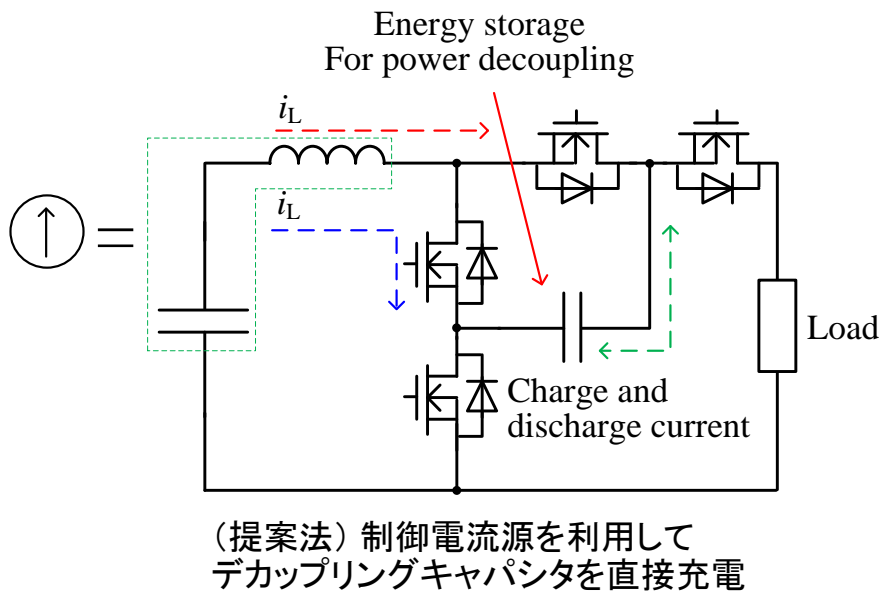 Energy storage
For power decoupling
iL
iL
Load
Charge and
discharge current
(提案法) 制御電流源を利用して
デカップリングキャパシタを直接充電